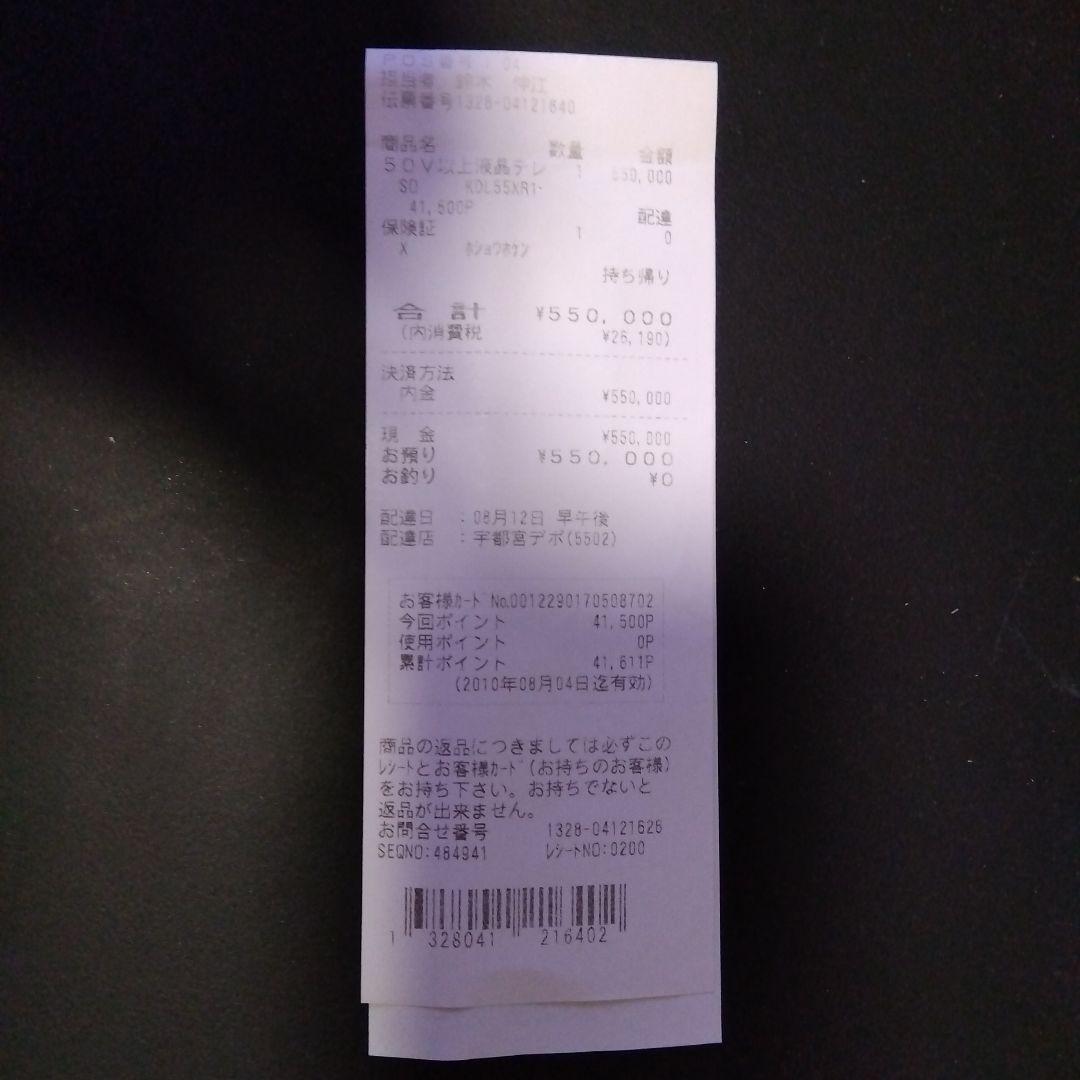 POS番号 : 04
担当者 鈴木 伸江
伝票番号1328-04121640
商品名 数量 金額
50V以上液晶テレ 1 550,000
SO KDL55XR1-
41,500P 配達
保険証 1 0
X ホショウホケン
持ち帰り
合 計 ¥550,000
(内消費税 ¥26,190)
決済方法
内金 ¥550,000
現 金 ¥550,000
お預り ¥550,000
お釣り ¥0
配達日 :08月12日 早午後
配達店 :宇都宮デポ(5502)
お客様カード No.0012290170508702
今回ポイント 41,500P
使用ポイント 0P
累計ポイント 41,611P
(2010年08月04日迄有効)
商品の返品につきましては必ずこの
レシートとお客様カード(お持ちのお客様)
をお持ち下さい。お持ちでないと
返品が出来ません。
お問合せ番号 1328-04121626
SEQNO:484941 レシートNO:0200
1 328041 216402